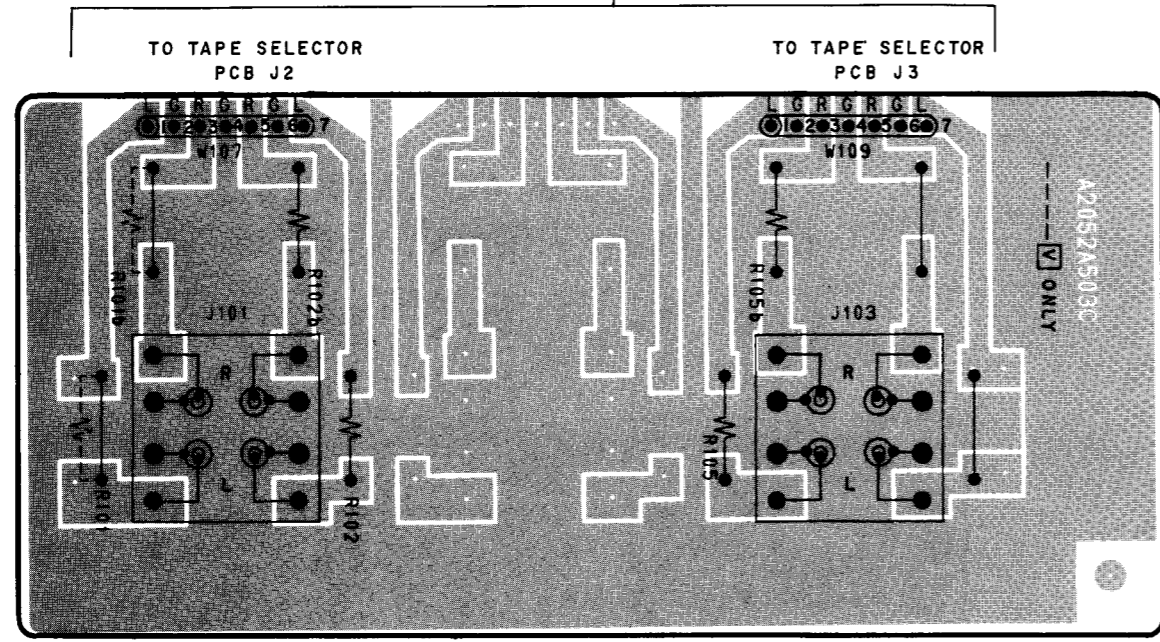 TO TAPE SELECTOR
PCB J2
TO TAPE SELECTOR
PCB J3
L G R G R G L
1 2 3 4 5 6 7
W107
L G R G R G L
1 2 3 4 5 6 7
W109
R101b
R102b
J101
R
L
R101
R102
R105b
J103
R
L
R105
A2052A503C
V ONLY